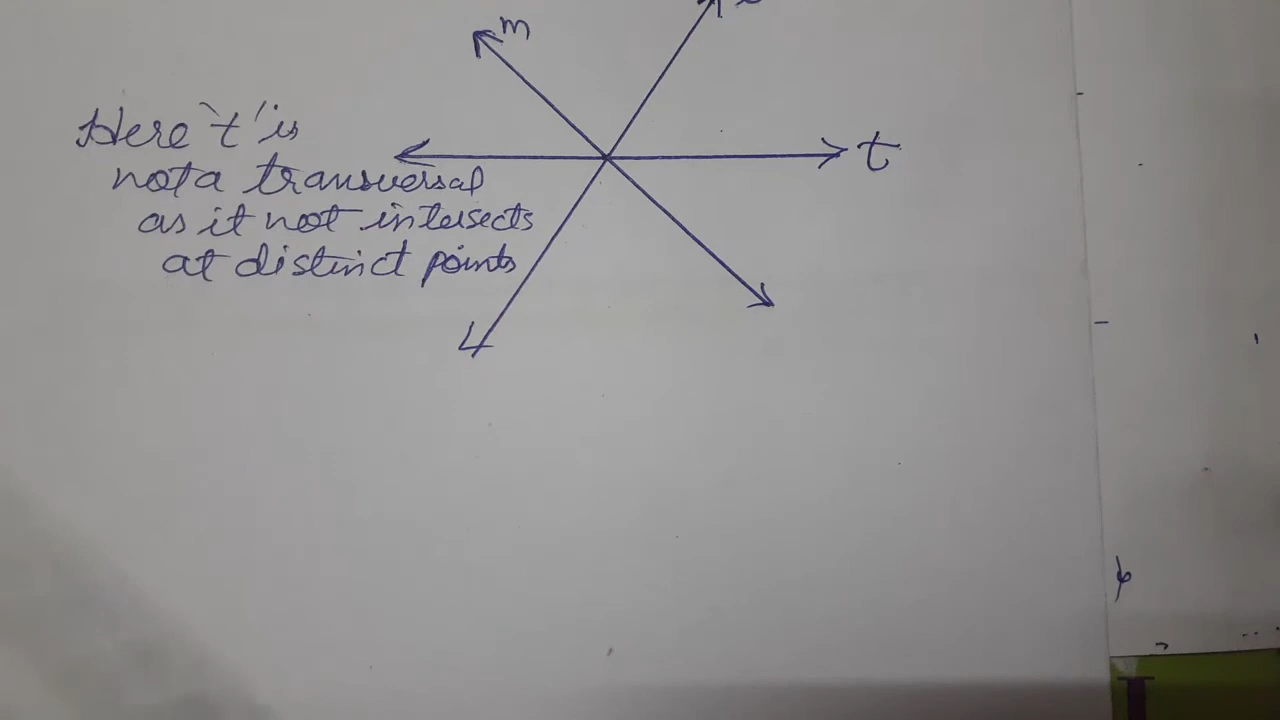 m
Here 't' is
t
not a transversal
as it not intersects
at distinct points